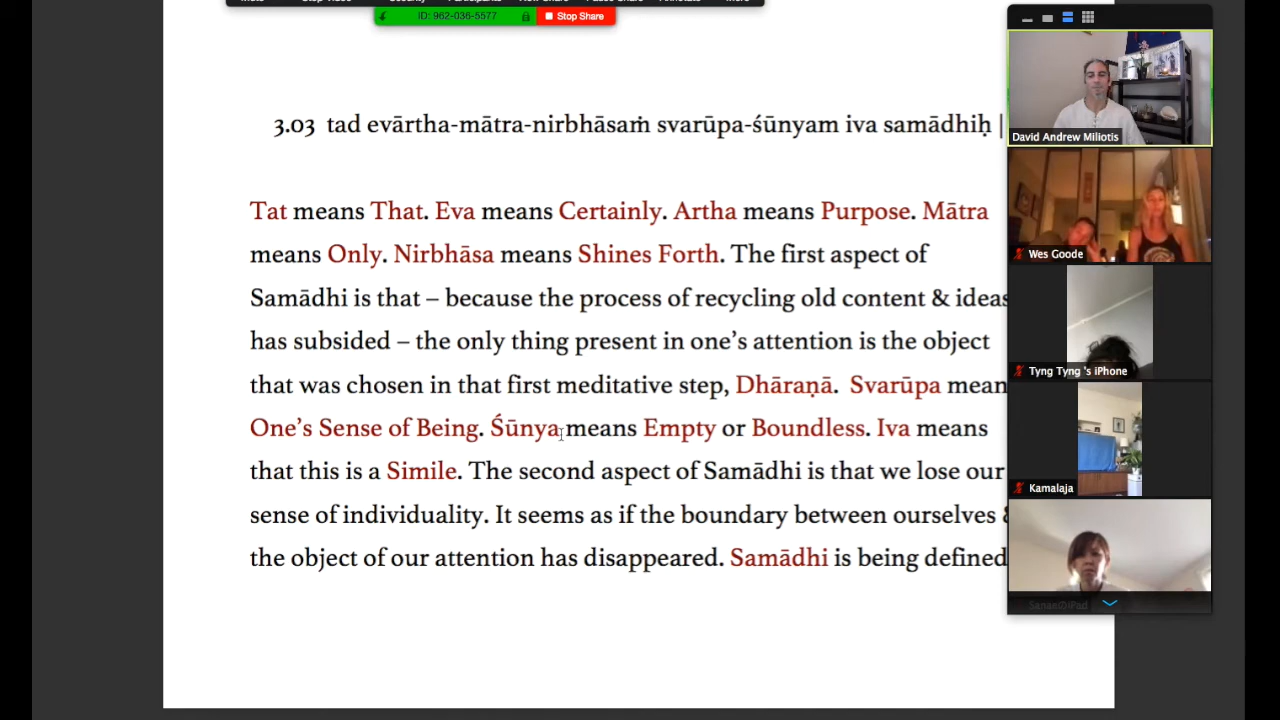 ID: 962-036-5577
Stop Share
3.03 tad evārtha-mātra-nirbhāsaṁ svarūpa-śūnyam iva samādhiḥ |
Tat means That. Eva means Certainly. Artha means Purpose. Mātra
means Only. Nirbhāsa means Shines Forth. The first aspect of
Samādhi is that – because the process of recycling old content & ideas
has subsided – the only thing present in one's attention is the object
that was chosen in that first meditative step, Dhāraṇā. Svarūpa mean
One's Sense of Being. Śūnya means Empty or Boundless. Iva means
that this is a Simile. The second aspect of Samādhi is that we lose our
sense of individuality. It seems as if the boundary between ourselves &
the object of our attention has disappeared. Samādhi is being defined
David Andrew Miliotis
Wes Goode
Tyng Tyng 's iPhone
Kamalaja